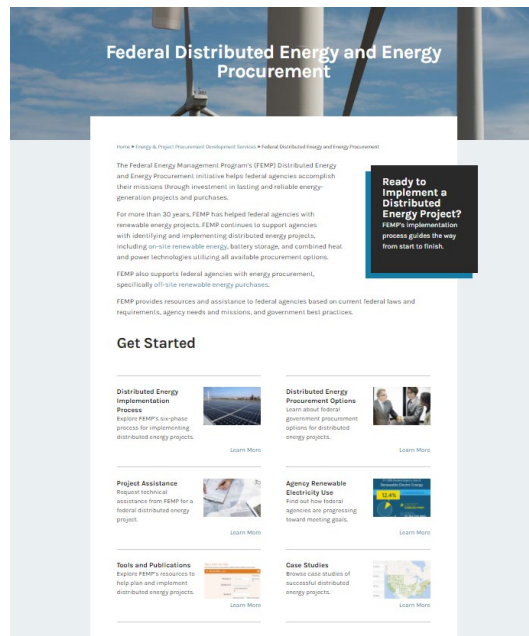 Federal Distributed Energy and Energy
Procurement
Home • Energy & Project Procurement Development Services • Federal Distributed Energy and Energy Procurement
The Federal Energy Management Program's (FEMP) Distributed Energy
and Energy Procurement initiative helps federal agencies accomplish
their missions through investment in lasting and reliable energy-
generation projects and purchases.
For more than 30 years, FEMP has helped federal agencies with
renewable energy projects. FEMP continues to support agencies
with identifying and implementing distributed energy projects,
including on-site renewable energy, battery storage, and combined heat
and power technologies utilizing all available procurement options.
FEMP also supports federal agencies with energy procurement,
specifically off-site renewable energy purchases.
FEMP provides resources and assistance to federal agencies based on current federal laws and
requirements, agency needs and missions, and government best practices.
Ready to
Implement a
Distributed
Energy Project?
FEMP's implementation
process guides the way
from start to finish.
Get Started
Distributed Energy
Implementation
Process
Explore FEMP's six-phase
process for implementing
distributed energy projects.
Learn More
Distributed Energy
Procurement Options
Learn about federal
government procurement
options for distributed
energy projects.
Learn More
Project Assistance
Request technical
assistance from FEMP for a
federal distributed energy
project.
Learn More
Agency Renewable
Electricity Use
Find out how federal
agencies are progressing
toward meeting goals.
12.4%
Learn More
Tools and Publications
Explore FEMP's resources to
help plan and implement
distributed energy projects.
Learn More
Case Studies
Browse case studies of
successful distributed
energy projects.
Learn More